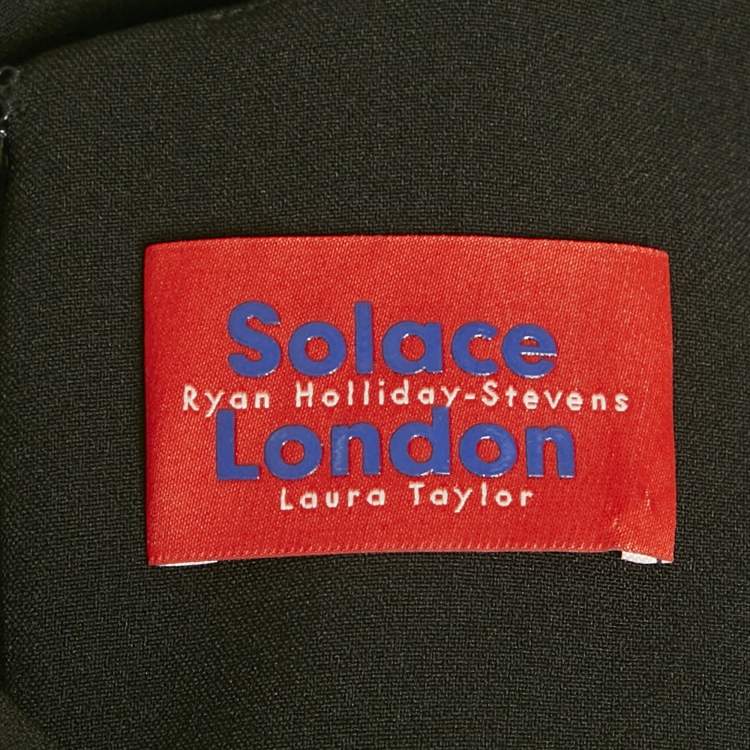 Solace
Ryan Holliday-Stevens
London
Laura Taylor